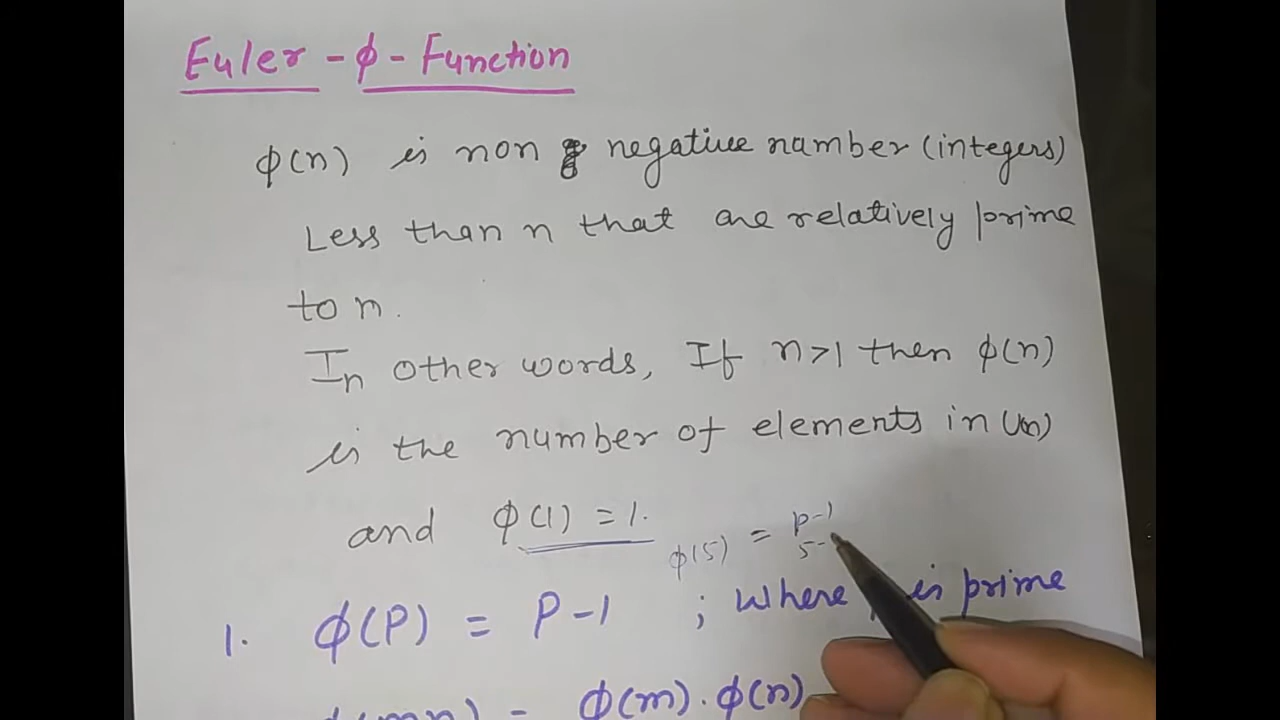 Euler - ϕ - Function
ϕ(n) is non negative number (integers)
Less than n that are relatively prime
to n.
In other words, If n>1 then ϕ(n)
is the number of elements in U(n)
and ϕ(1) = 1.
ϕ(5) = p-1
5-
1. ϕ(P) = P-1 ; where is prime
ϕ(mn) = ϕ(m).ϕ(n)